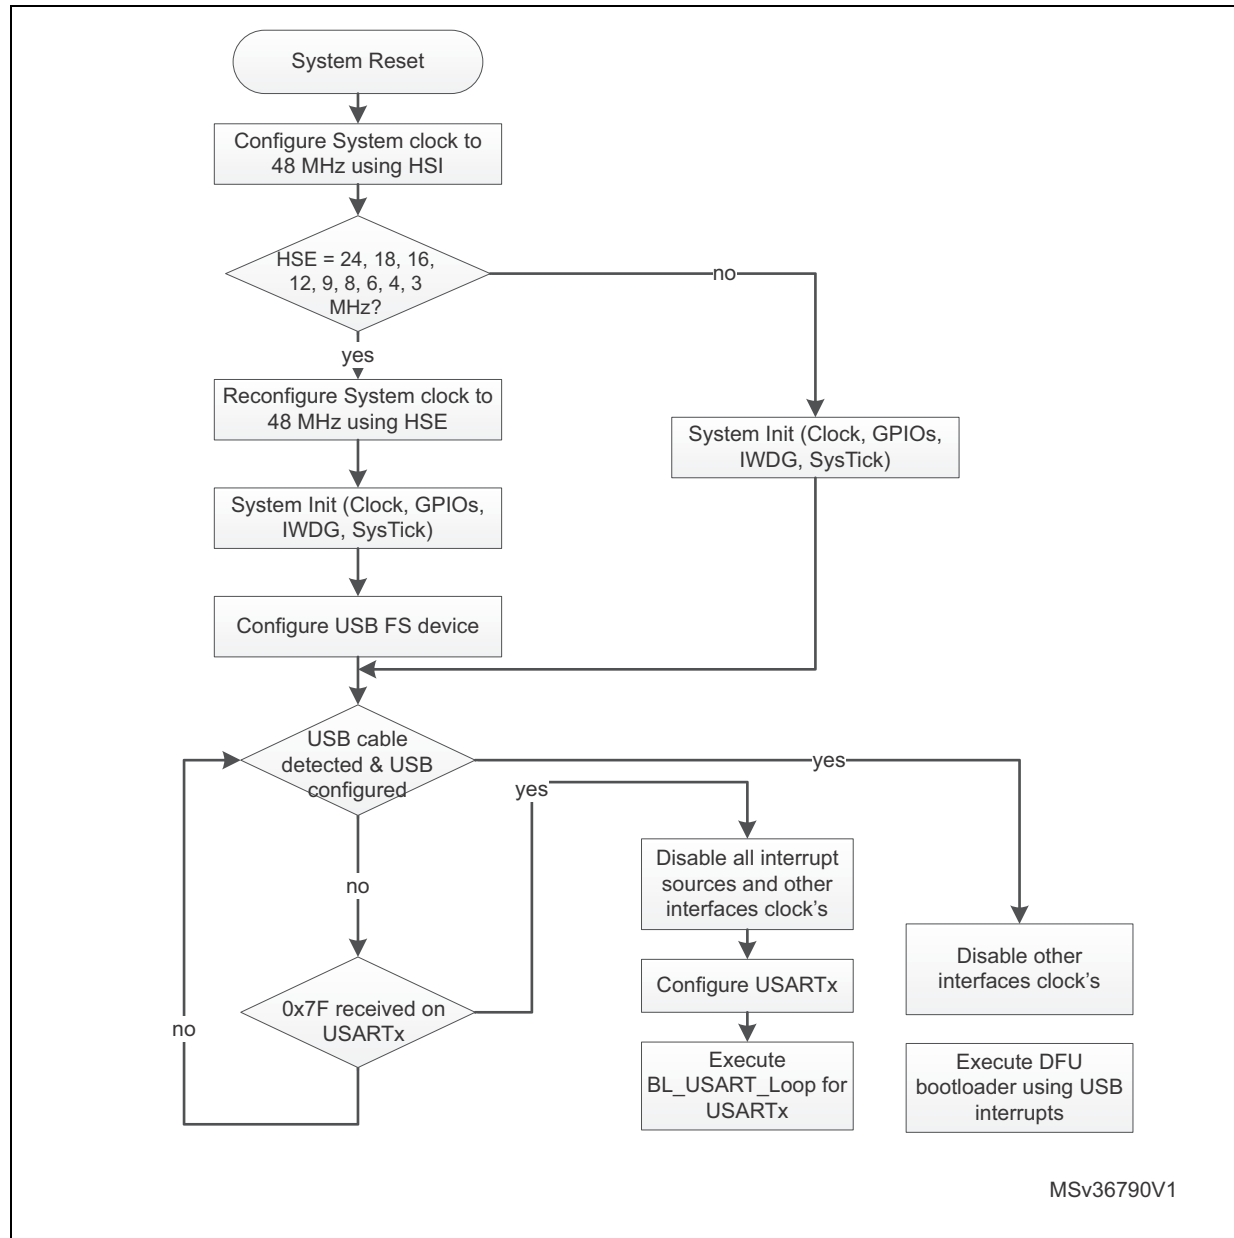 System Reset
Configure System clock to
48 MHz using HSI
HSE = 24, 18, 16,
12, 9, 8, 6, 4, 3
MHz?
no
yes
Reconfigure System clock to
48 MHz using HSE
System Init (Clock, GPIOs,
IWDG, SysTick)
System Init (Clock, GPIOs,
IWDG, SysTick)
Configure USB FS device
USB cable
detected & USB
configured
yes
yes
no
Disable all interrupt
sources and other
interfaces clock's
Disable other
interfaces clock's
Configure USARTx
0x7F received on
USARTx
no
Execute
BL_USART_Loop for
USARTx
Execute DFU
bootloader using USB
interrupts
MSv36790V1